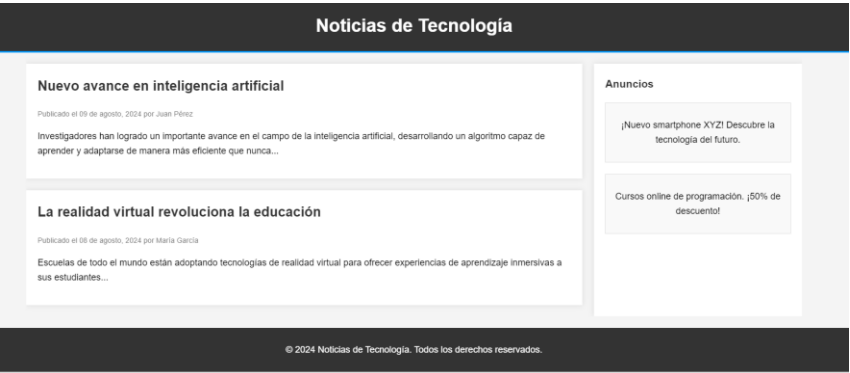 Noticias de Tecnología
Nuevo avance en inteligencia artificial
Publicado el 09 de agosto, 2024 por Juan Pérez
Investigadores han logrado un importante avance en el campo de la inteligencia artificial, desarrollando un algoritmo capaz de
aprender y adaptarse de manera más eficiente que nunca...
La realidad virtual revoluciona la educación
Publicado el 08 de agosto, 2024 por María García
Escuelas de todo el mundo están adoptando tecnologías de realidad virtual para ofrecer experiencias de aprendizaje inmersivas a
sus estudiantes...
Anuncios
¡Nuevo smartphone XYZ! Descubre la
tecnología del futuro.
Cursos online de programación. ¡50% de
descuento!
© 2024 Noticias de Tecnología. Todos los derechos reservados.